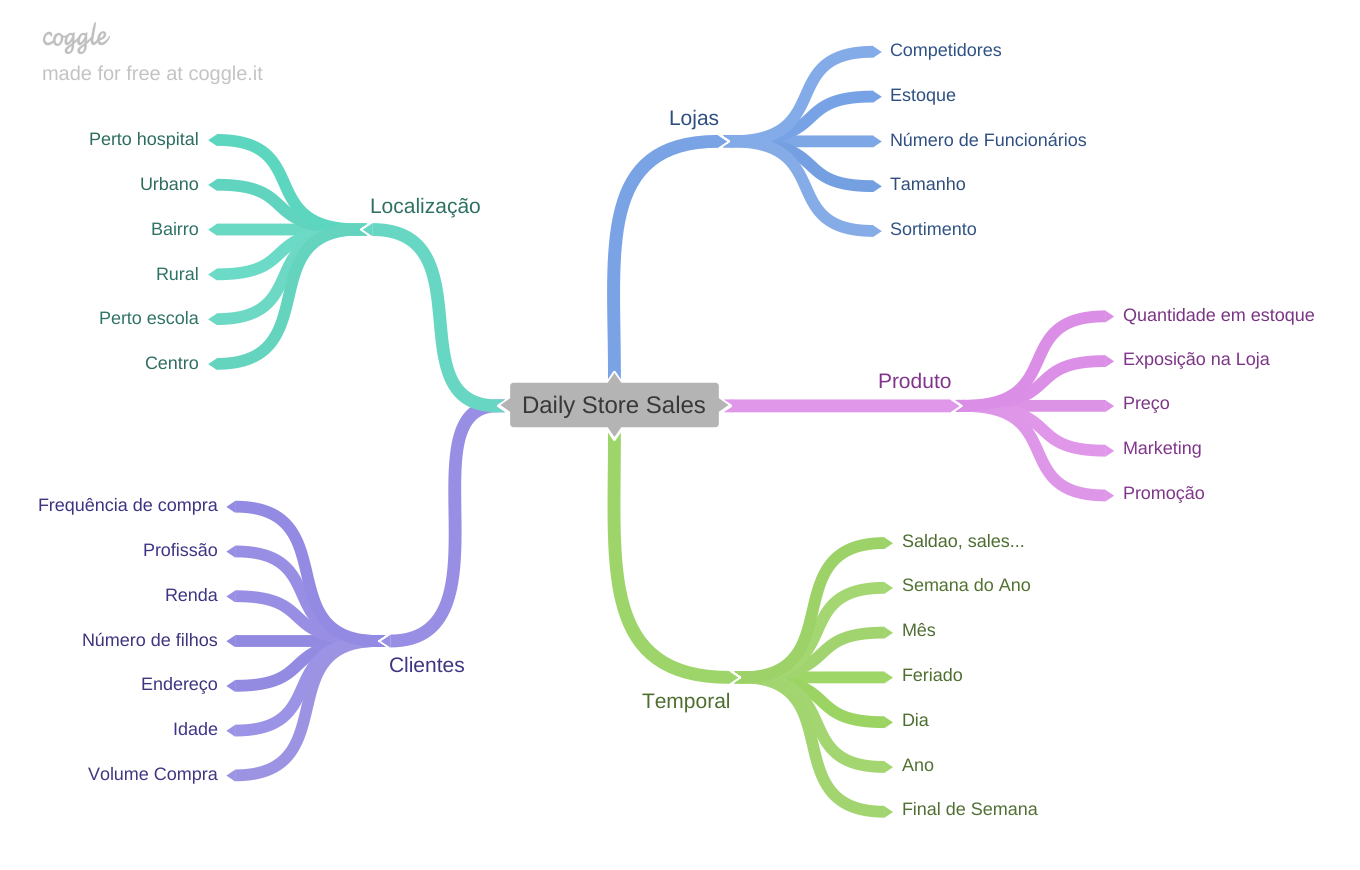 coggle
made for free at coggle.it
Daily Store Sales
Lojas
Competidores
Estoque
Número de Funcionários
Tamanho
Sortimento
Produto
Quantidade em estoque
Exposição na Loja
Preço
Marketing
Promoção
Temporal
Saldao, sales...
Semana do Ano
Mês
Feriado
Dia
Ano
Final de Semana
Localização
Perto hospital
Urbano
Bairro
Rural
Perto escola
Centro
Clientes
Frequência de compra
Profissão
Renda
Número de filhos
Endereço
Idade
Volume Compra